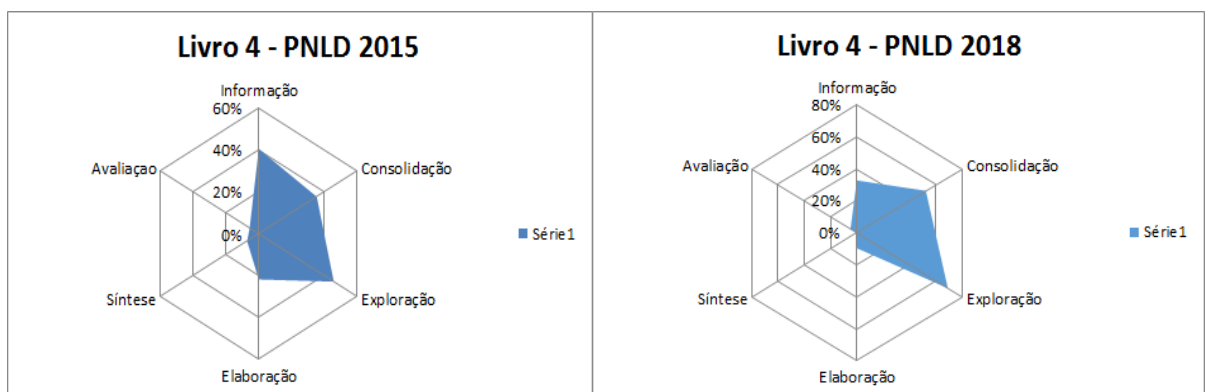 Livro 4 - PNLD 2015
Informação
60%
40%
20%
0%
Avaliaçao
Consolidação
Síntese
Exploração
Elaboração
Série1
Livro 4 - PNLD 2018
Informação
80%
60%
40%
20%
0%
Avaliação
Consolidação
Síntese
Exploração
Elaboração
Série1